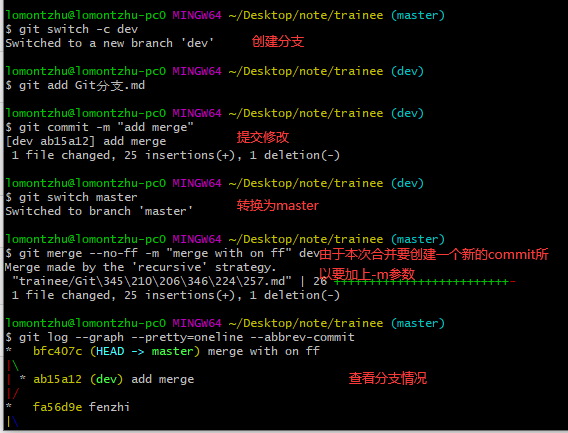 lomontzhu@lomontzhu-pc0 MINGW64 ~/Desktop/note/trainee (master)
$ git switch -c dev
Switched to a new branch 'dev' 创建分支
lomontzhu@lomontzhu-pc0 MINGW64 ~/Desktop/note/trainee (dev)
$ git add Git分支.md
lomontzhu@lomontzhu-pc0 MINGW64 ~/Desktop/note/trainee (dev)
$ git commit -m "add merge" 提交修改
[dev ab15a12] add merge
1 file changed, 25 insertions(+), 1 deletion(-)
lomontzhu@lomontzhu-pc0 MINGW64 ~/Desktop/note/trainee (dev)
$ git switch master
Switched to branch 'master' 转换为master
lomontzhu@lomontzhu-pc0 MINGW64 ~/Desktop/note/trainee (master)
$ git merge --no-ff -m "merge with on ff" dev 由于本次合并要创建一个新的commit所
Merge made by the 'recursive' strategy. 以要加上-m参数
"trainee/Git\345\210\206\346\224\257.md" | 26 +++++++++++++++++++++++++-
1 file changed, 25 insertions(+), 1 deletion(-)
lomontzhu@lomontzhu-pc0 MINGW64 ~/Desktop/note/trainee (master)
$ git log --graph --pretty=oneline --abbrev-commit
* bfc407c (HEAD -> master) merge with on ff
|\
| * ab15a12 (dev) add merge 查看分支情况
|/
* fa56d9e fenzhi
|\